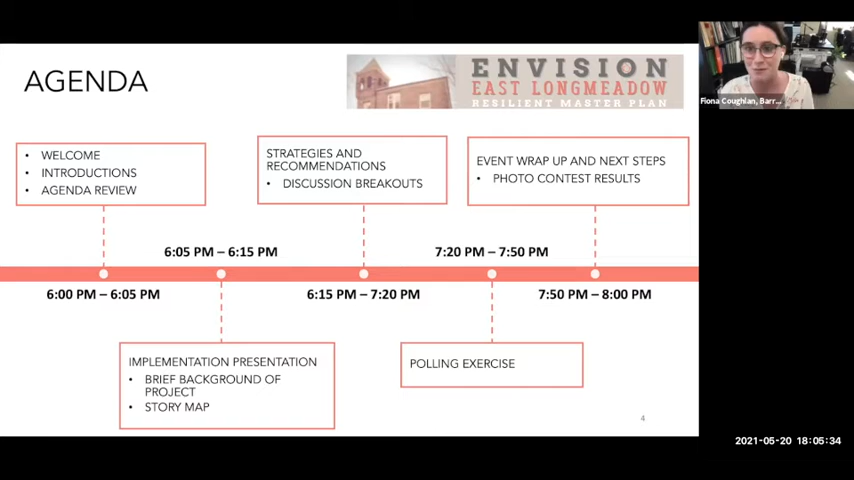 AGENDA
ENVISION
EAST LONGMEADOW
RESILIENT MASTER PLAN
Fiona Coughlan, Barr...
• WELCOME
• INTRODUCTIONS
• AGENDA REVIEW
STRATEGIES AND
RECOMMENDATIONS
• DISCUSSION BREAKOUTS
EVENT WRAP UP AND NEXT STEPS
• PHOTO CONTEST RESULTS
6:05 PM – 6:15 PM
7:20 PM – 7:50 PM
6:00 PM – 6:05 PM
6:15 PM – 7:20 PM
7:50 PM – 8:00 PM
IMPLEMENTATION PRESENTATION
• BRIEF BACKGROUND OF
PROJECT
• STORY MAP
POLLING EXERCISE
4
2021-05-20 18:05:34